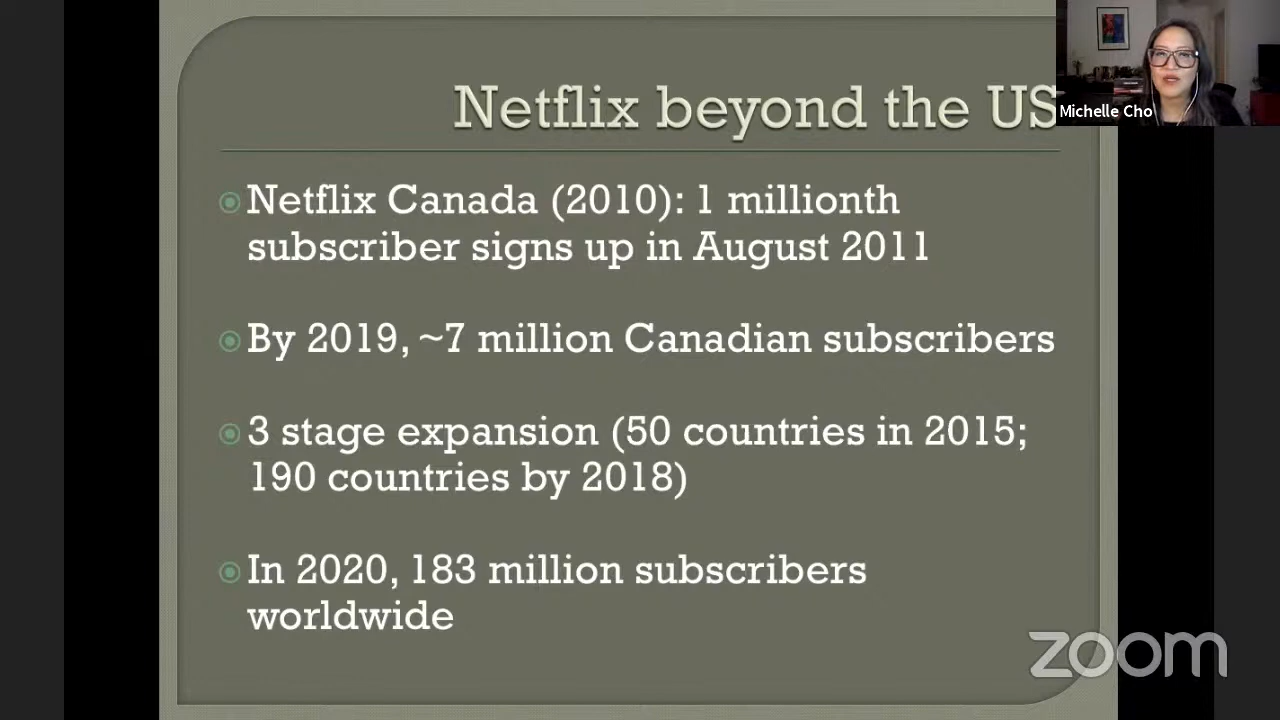 Netflix beyond the US
Michelle Cho
Netflix Canada (2010): 1 millionth
subscriber signs up in August 2011
By 2019, ~7 million Canadian subscribers
3 stage expansion (50 countries in 2015;
190 countries by 2018)
In 2020, 183 million subscribers
worldwide
zoom